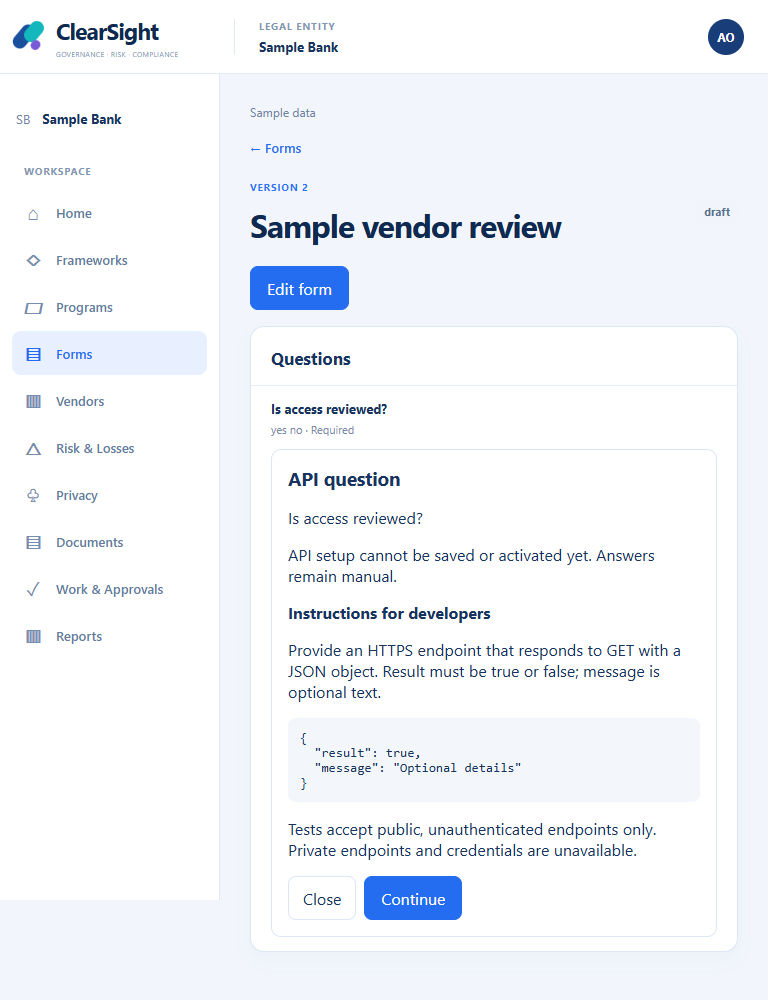 ClearSight
GOVERNANCE · RISK · COMPLIANCE
LEGAL ENTITY
Sample Bank
AO
SB Sample Bank
WORKSPACE
Home
Frameworks
Programs
Forms
Vendors
Risk & Losses
Privacy
Documents
Work & Approvals
Reports
Sample data
← Forms
VERSION 2
Sample vendor review
draft
Edit form
Questions
Is access reviewed?
yes no · Required
API question
Is access reviewed?
API setup cannot be saved or activated yet. Answers
remain manual.
Instructions for developers
Provide an HTTPS endpoint that responds to GET with a
JSON object. Result must be true or false; message is
optional text.
{
  "result": true,
  "message": "Optional details"
}
Tests accept public, unauthenticated endpoints only.
Private endpoints and credentials are unavailable.
Close
Continue